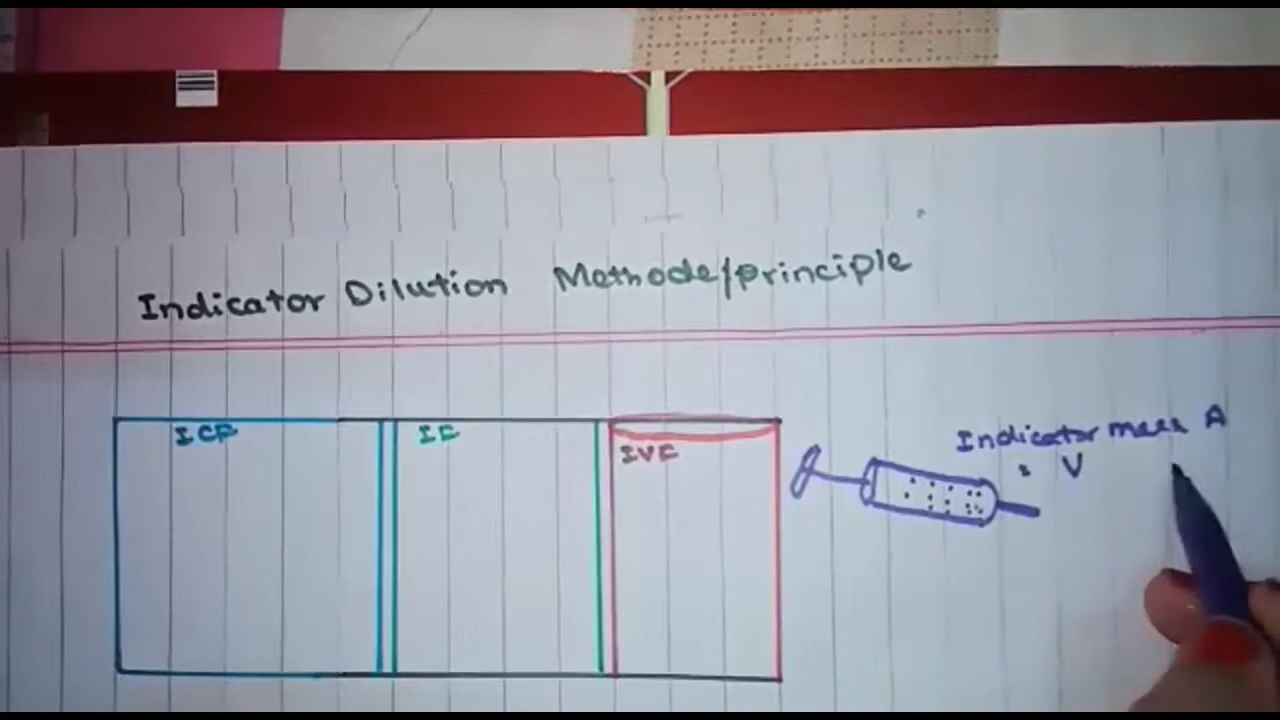 Indicator Dilution Methode/principle
ICF
IF
IVF
Indicator mass A
: V